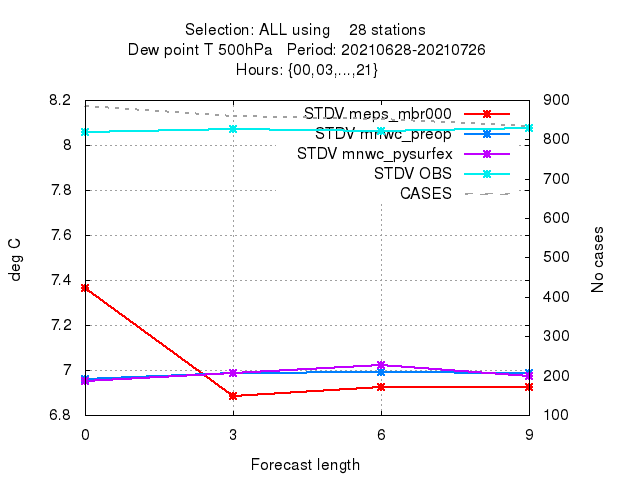 Selection: ALL using    28 stations
Dew point T 500hPa   Period: 20210628-20210726
Hours: {00,03,...,21}
8.2
8
7.8
7.6
7.4
7.2
7
6.8
deg C
900
800
700
600
500
400
300
200
100
No cases
STDV meps_mbr000
STDV mnwc_preop
STDV mnwc_pysurfex
STDV OBS
CASES
0 3 6 9
Forecast length